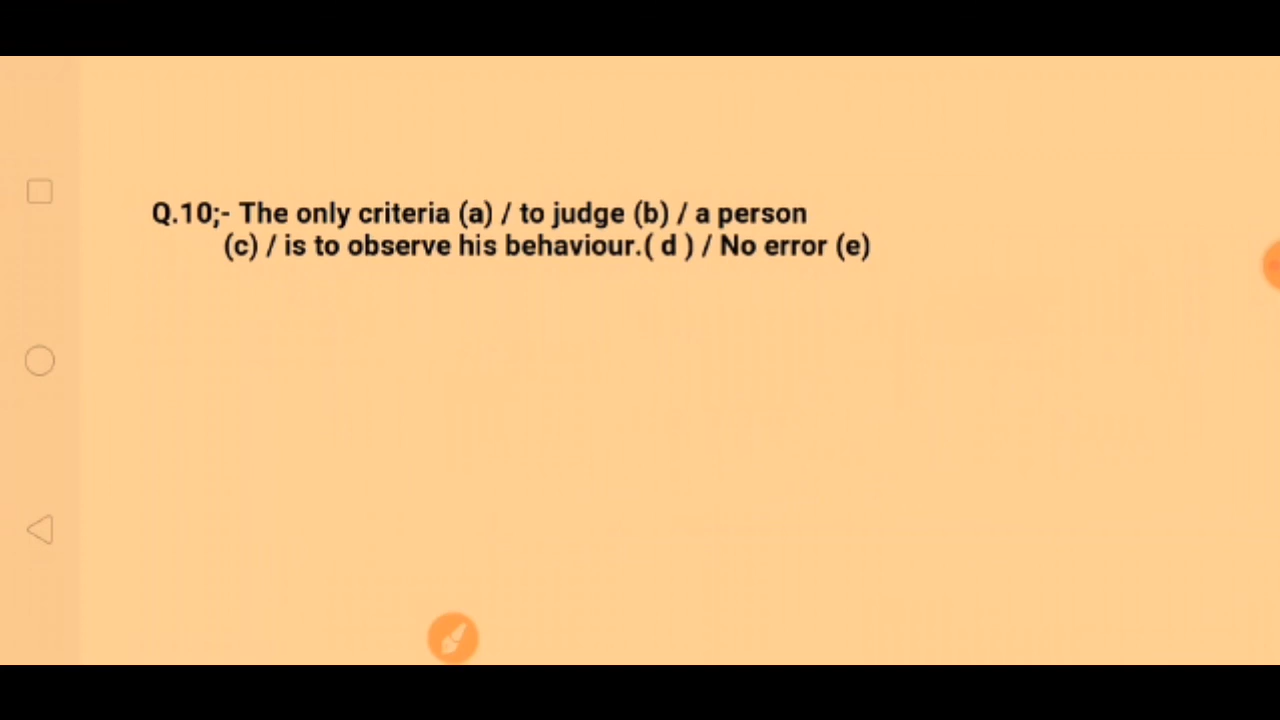 Q.10;- The only criteria (a) / to judge (b) / a person
(c) / is to observe his behaviour.( d ) / No error (e)